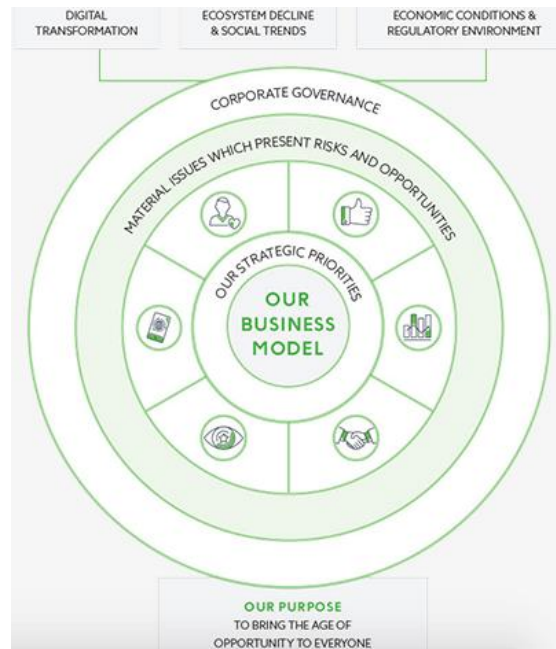 DIGITAL
TRANSFORMATION
ECOSYSTEM DECLINE
& SOCIAL TRENDS
ECONOMIC CONDITIONS &
REGULATORY ENVIRONMENT
CORPORATE GOVERNANCE
MATERIAL ISSUES WHICH PRESENT RISKS AND OPPORTUNITIES
OUR STRATEGIC PRIORITIES
OUR
BUSINESS
MODEL
OUR PURPOSE
TO BRING THE AGE OF
OPPORTUNITY TO EVERYONE